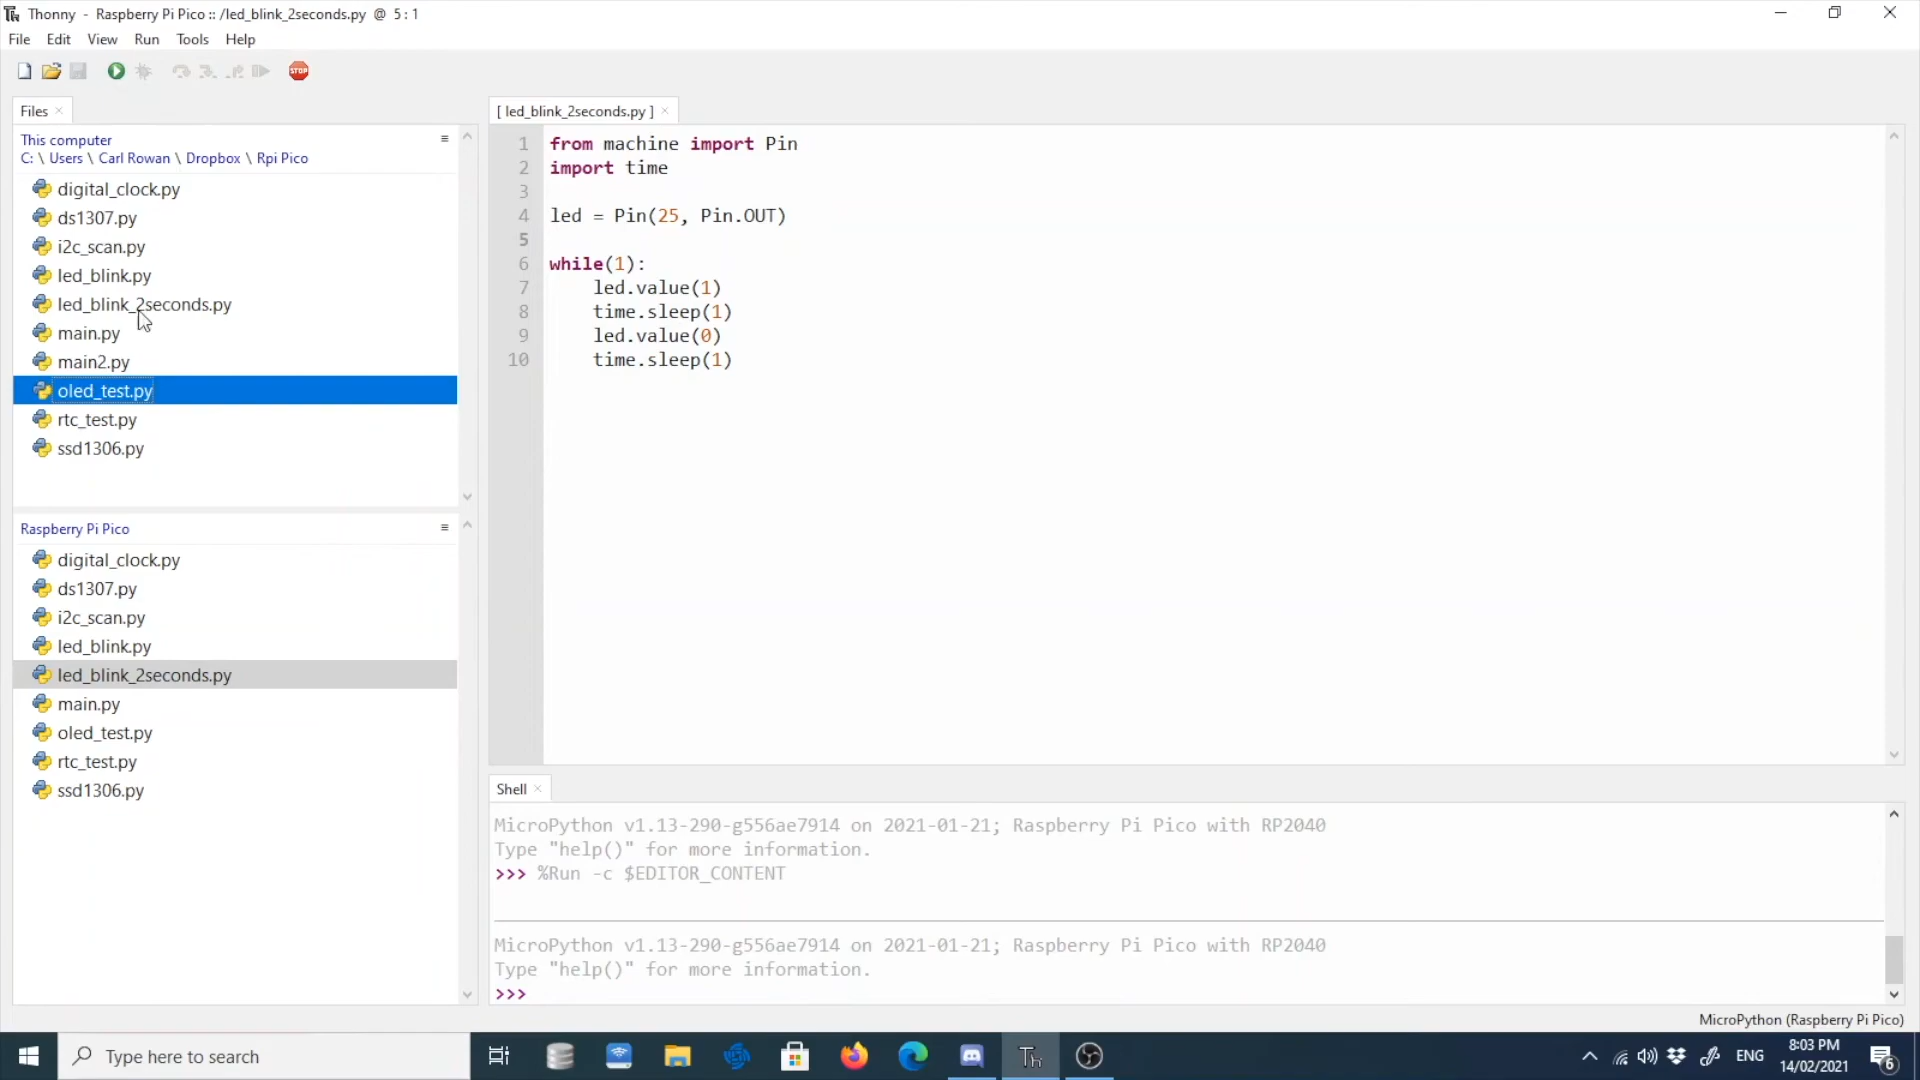 Thonny - Raspberry Pi Pico :: /led_blink_2seconds.py @ 5 : 1
File Edit View Run Tools Help
STOP
Files
This computer
C: \ Users \ Carl Rowan \ Dropbox \ Rpi Pico
digital_clock.py
ds1307.py
i2c_scan.py
led_blink.py
led_blink_2seconds.py
main.py
main2.py
oled_test.py
rtc_test.py
ssd1306.py
Raspberry Pi Pico
digital_clock.py
ds1307.py
i2c_scan.py
led_blink.py
led_blink_2seconds.py
main.py
oled_test.py
rtc_test.py
ssd1306.py
[ led_blink_2seconds.py ]
1 from machine import Pin
2 import time
3
4 led = Pin(25, Pin.OUT)
5
6 while(1):
7 led.value(1)
8 time.sleep(1)
9 led.value(0)
10 time.sleep(1)
Shell
MicroPython v1.13-290-g556ae7914 on 2021-01-21; Raspberry Pi Pico with RP2040
Type "help()" for more information.
>>> %Run -c $EDITOR_CONTENT
MicroPython v1.13-290-g556ae7914 on 2021-01-21; Raspberry Pi Pico with RP2040
Type "help()" for more information.
>>>
MicroPython (Raspberry Pi Pico)
Type here to search
Th
ENG
8:03 PM
14/02/2021
6